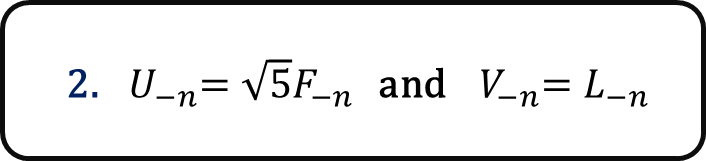 2. U₋ₙ= √5F₋ₙ and V₋ₙ= L₋ₙ